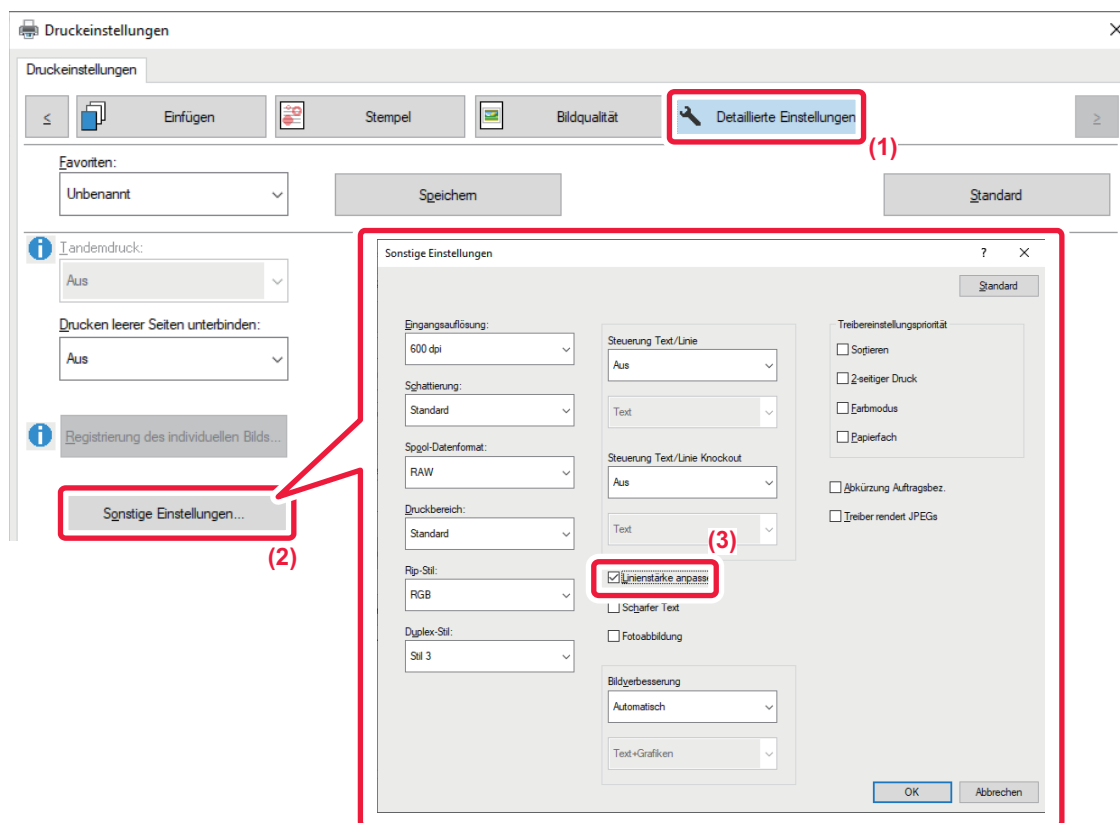 Druckeinstellungen
Druckeinstellungen
<
Einfügen
Stempel
Bildqualität
Detaillierte Einstellungen
>
(1)
Favoriten:
Unbenannt
Speichern
Standard
Tandemdruck:
Aus
Drucken leerer Seiten unterbinden:
Aus
Registrierung des individuellen Bilds...
Sonstige Einstellungen...
(2)
Sonstige Einstellungen
?
Standard
Eingangsauflösung:
600 dpi
Schattierung:
Standard
Spool-Datenformat:
RAW
Druckbereich:
Standard
Rip-Stil:
RGB
Duplex-Stil:
Stil 3
Steuerung Text/Linie
Aus
Text
Steuerung Text/Linie Knockout
Aus
Text
(3)
Linienstärke anpasse
Scharfer Text
Fotoabbildung
Bildverbesserung
Automatisch
Text+Grafiken
Treibereinstellungspriorität
Sortieren
2-seitiger Druck
Farbmodus
Papierfach
Abkürzung Auftragsbez.
Treiber rendert JPEGs
OK
Abbrechen